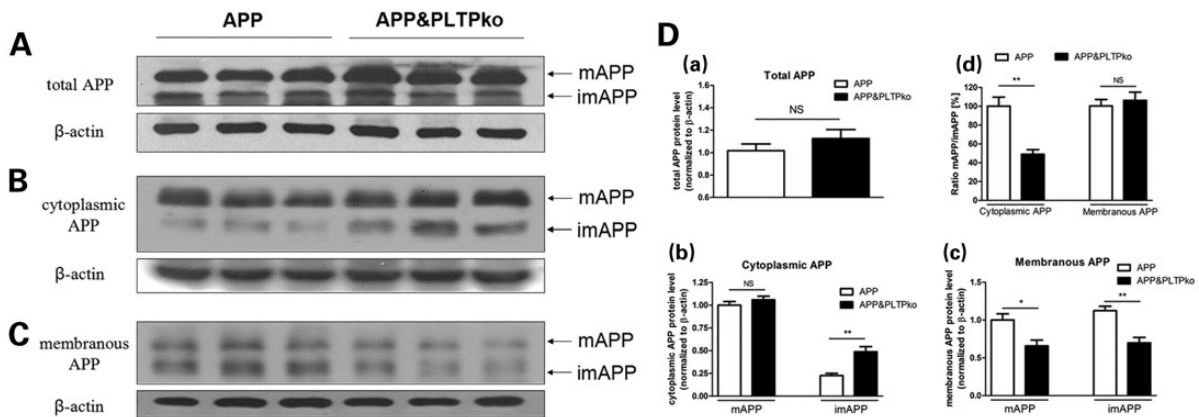 APP
APP&PLTPko
A
total APP
mAPP
imAPP
β-actin
B
cytoplasmic
APP
mAPP
imAPP
β-actin
C
membranous
APP
mAPP
imAPP
β-actin
D
(a)
APP
APP&PLTPko
Total APP
NS
total APP protein level
(normalized to β-actin)
1.6
1.4
1.2
1.0
0.8
0.6
(d)
APP
APP&PLTPko
**
NS
Ratio mAPP/imAPP [%]
120
100
80
60
40
20
0
Cytoplasmic APP
Membranous APP
(b)
Cytoplasmic APP
APP
APP&PLTPko
NS
**
cytoplasmic APP protein level
(normalized to β-actin)
1.25
1.00
0.75
0.50
0.25
0.00
mAPP
imAPP
(c)
Membranous APP
APP
APP&PLTPko
*
**
membranous APP protein level
(normalized to β-actin)
1.5
1.0
0.5
0.0
mAPP
imAPP